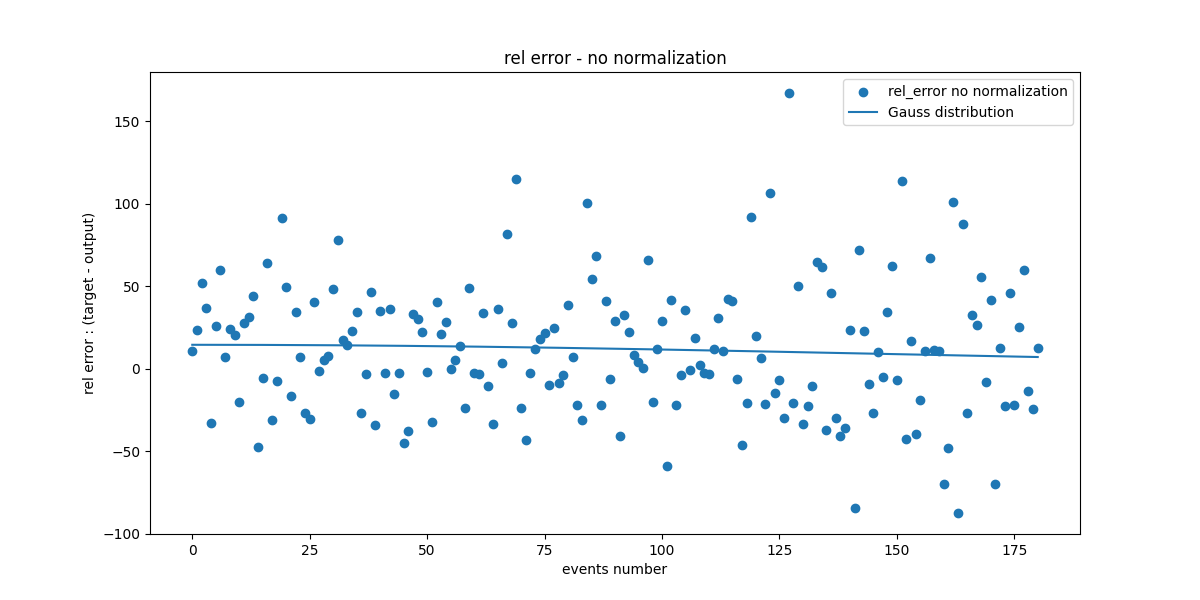 rel error - no normalization
rel_error no normalization
Gauss distribution
rel error : (target - output)
150
100
50
0
−50
−100
0 25 50 75 100 125 150 175
events number